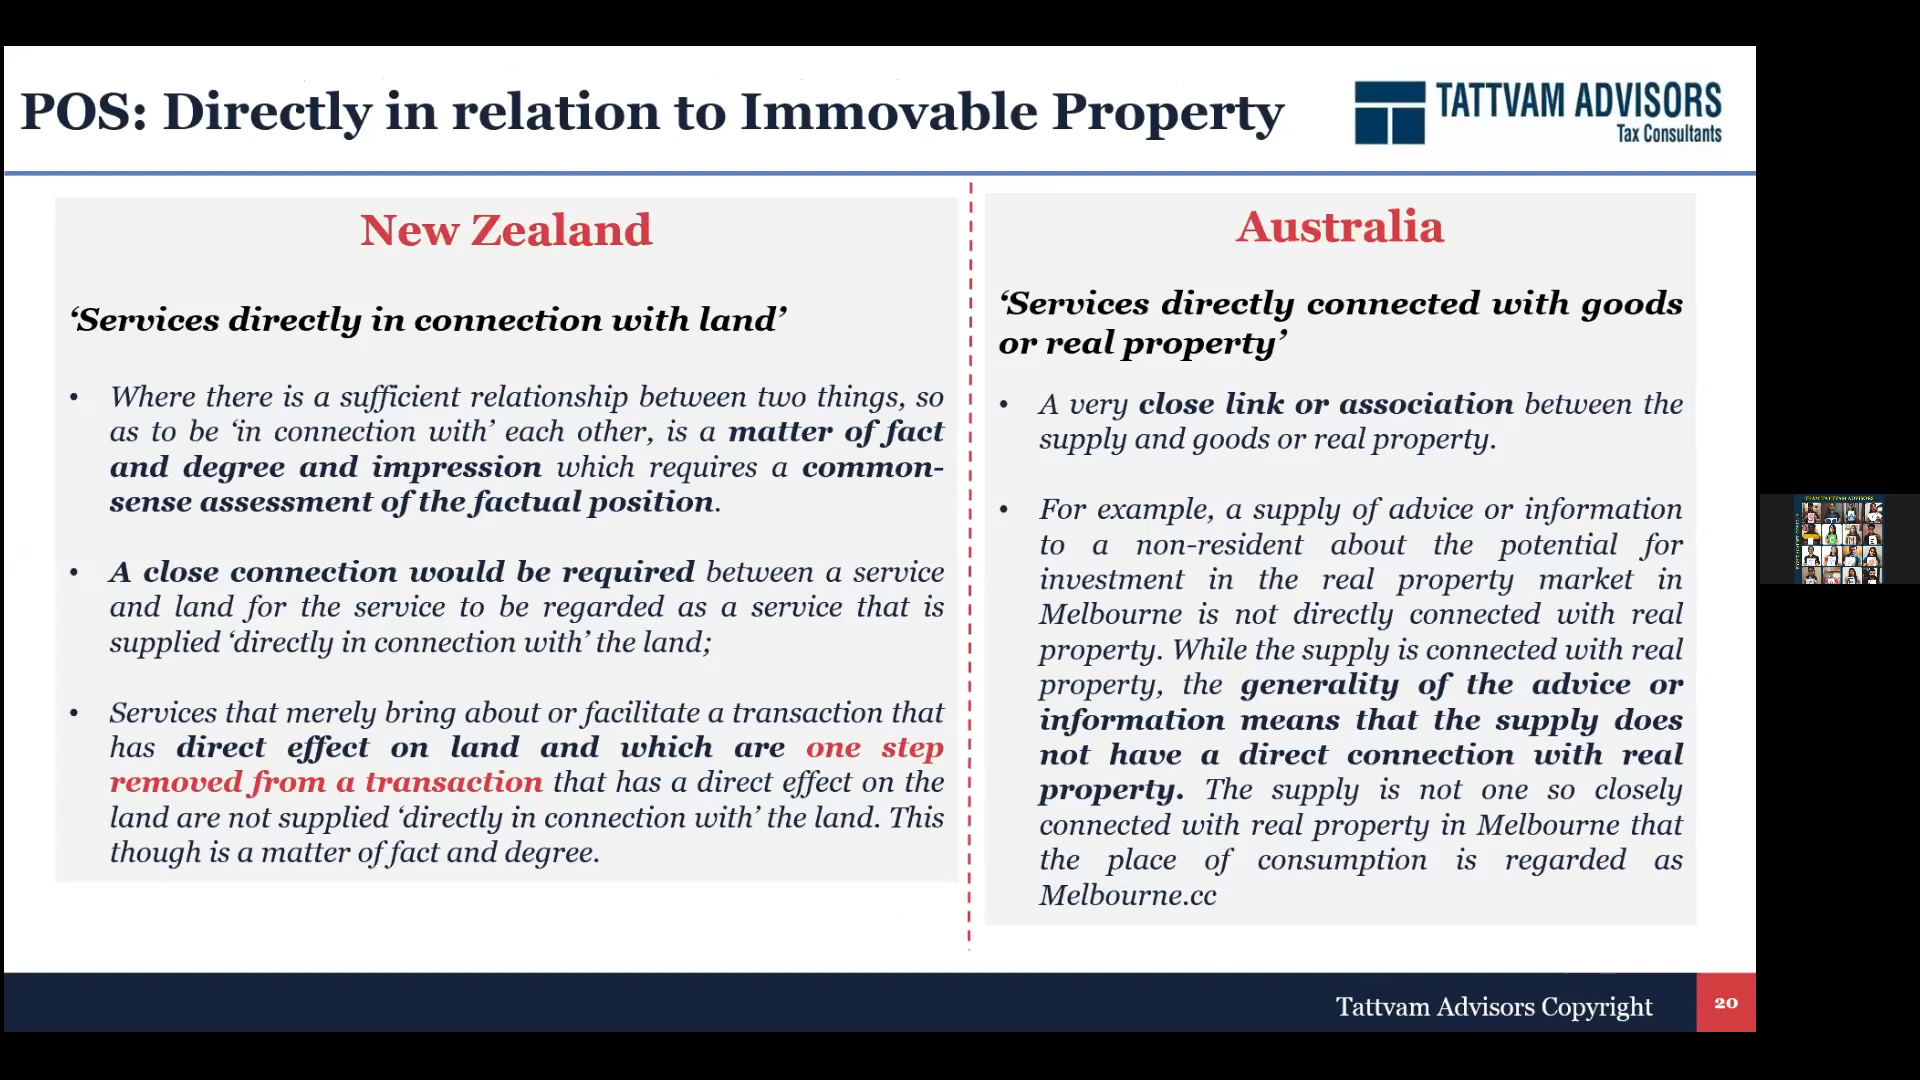 POS: Directly in relation to Immovable Property
TATTVAM ADVISORS
Tax Consultants
New Zealand
‘Services directly in connection with land’
• Where there is a sufficient relationship between two things, so
as to be ‘in connection with’ each other, is a matter of fact
and degree and impression which requires a common-
sense assessment of the factual position.
• A close connection would be required between a service
and land for the service to be regarded as a service that is
supplied ‘directly in connection with’ the land;
• Services that merely bring about or facilitate a transaction that
has direct effect on land and which are one step
removed from a transaction that has a direct effect on the
land are not supplied ‘directly in connection with’ the land. This
though is a matter of fact and degree.
Australia
‘Services directly connected with goods
or real property’
• A very close link or association between the
supply and goods or real property.
• For example, a supply of advice or information
to a non-resident about the potential for
investment in the real property market in
Melbourne is not directly connected with real
property. While the supply is connected with real
property, the generality of the advice or
information means that the supply does
not have a direct connection with real
property. The supply is not one so closely
connected with real property in Melbourne that
the place of consumption is regarded as
Melbourne.cc
Tattvam Advisors Copyright
20
TEAM TATTVAM ADVISORS